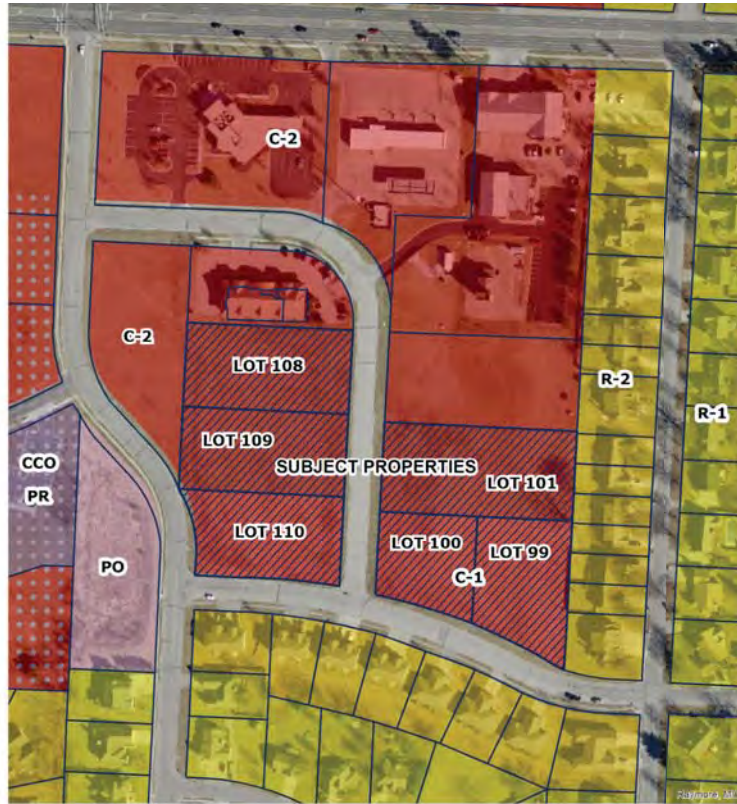 C-2
C-2
LOT 108
R-2
R-1
LOT 109
CCO
SUBJECT PROPERTIES
LOT 101
PR
LOT 110
LOT 100
LOT 99
PO
C-1